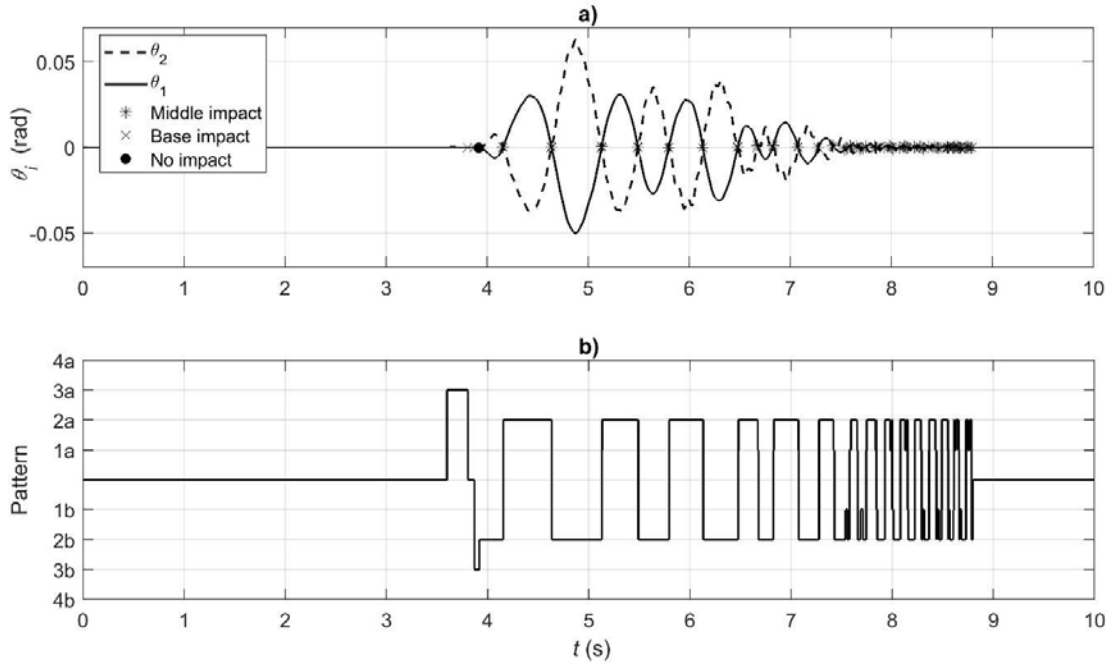 a)
θ2
θ1
Middle impact
Base impact
No impact
0.05
0
-0.05
θj (rad)
0 1 2 3 4 5 6 7 8 9 10
b)
4a
3a
2a
1a
1b
2b
3b
4b
Pattern
0 1 2 3 4 5 6 7 8 9 10
t (s)